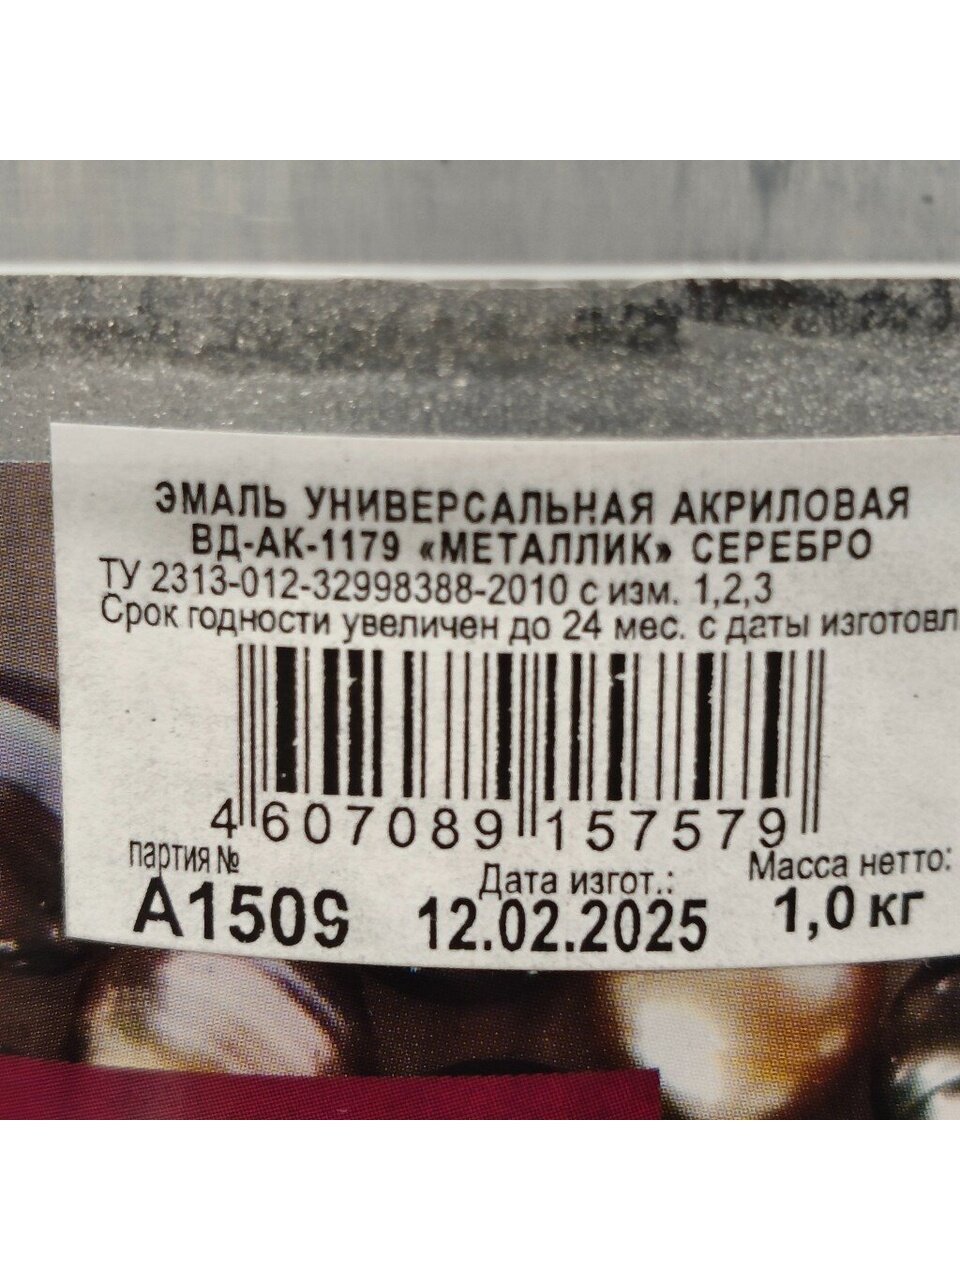 ЭМАЛЬ УНИВЕРСАЛЬНАЯ АКРИЛОВАЯ
ВД-АК-1179 «МЕТАЛЛИК» СЕРЕБРО
ТУ 2313-012-32998388-2010 с изм. 1,2,3
Срок годности увеличен до 24 мес. с даты изготовл
4 607089 157579
партия № Дата изгот.: Масса нетто:
А1509 12.02.2025 1,0 кг